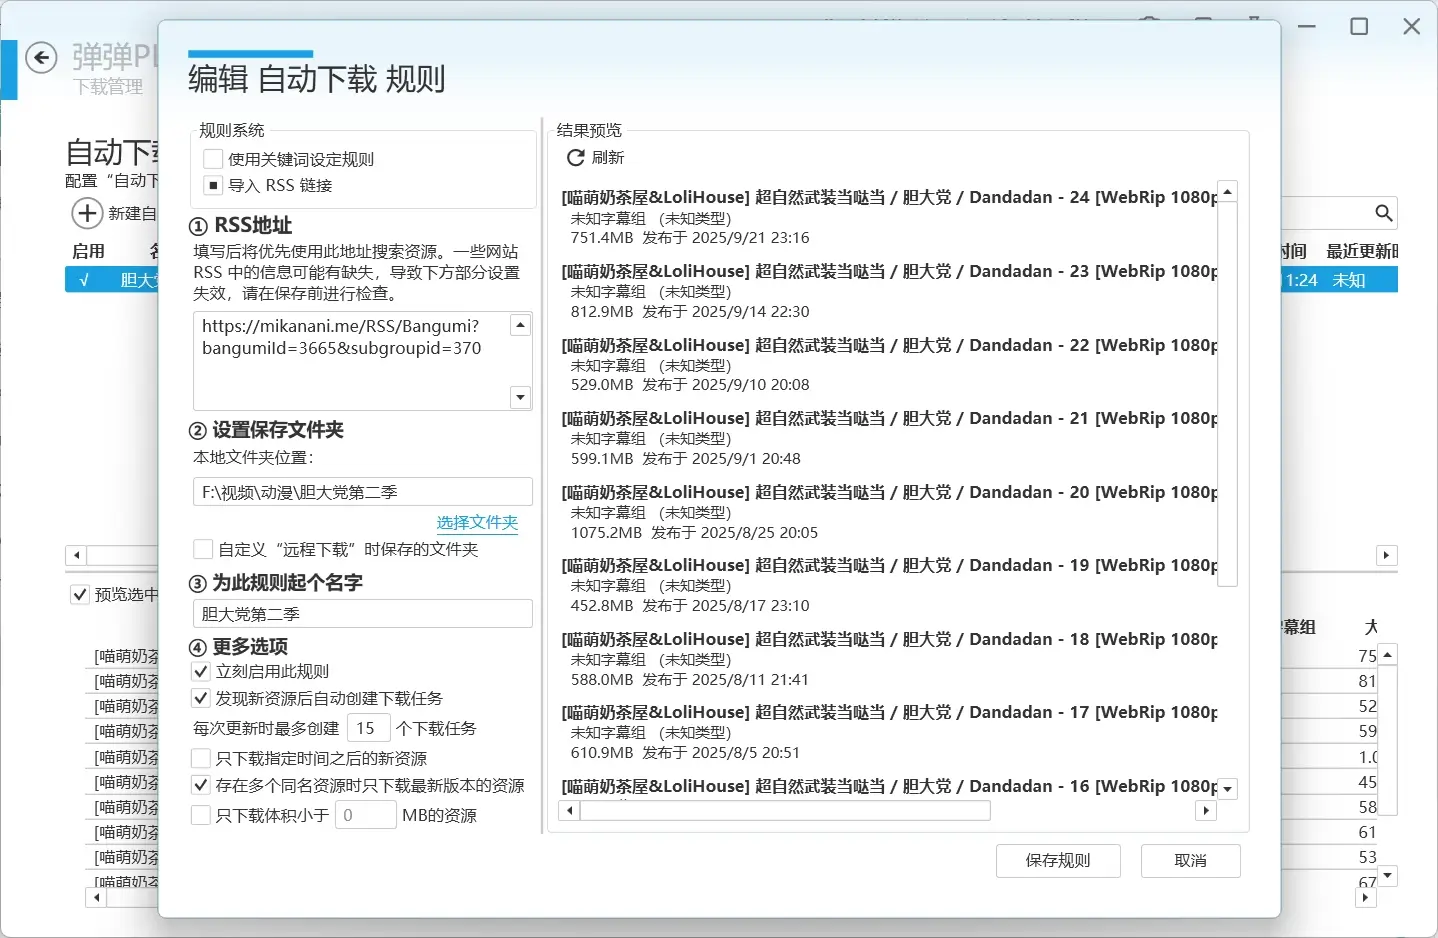 弹弹Pl
下载管理
自动下载
配置“自动下
新建自
启用
√ 胆大党
时间 最近更新时
11:24 未知
预览选中
字幕组 大
[喵萌奶茶 75
[喵萌奶茶 81
[喵萌奶茶 52
[喵萌奶茶 59
[喵萌奶茶 1.0
[喵萌奶茶 45
[喵萌奶茶 58
[喵萌奶茶 61
[喵萌奶茶 53
[喵萌奶茶 67
编辑 自动下载 规则
规则系统
使用关键词设定规则
导入 RSS 链接
① RSS地址
填写后将优先使用此地址搜索资源。一些网站
RSS 中的信息可能有缺失，导致下方部分设置
失效，请在保存前进行检查。
https://mikanani.me/RSS/Bangumi?
bangumiId=3665&subgroupid=370
② 设置保存文件夹
本地文件夹位置：
F:\视频\动漫\胆大党第二季
选择文件夹
自定义“远程下载”时保存的文件夹
③ 为此规则起个名字
胆大党第二季
④ 更多选项
立刻启用此规则
发现新资源后自动创建下载任务
每次更新时最多创建 15 个下载任务
只下载指定时间之后的新资源
存在多个同名资源时只下载最新版本的资源
只下载体积小于 0 MB的资源
结果预览
刷新
[喵萌奶茶屋&LoliHouse] 超自然武装当哒当 / 胆大党 / Dandadan - 24 [WebRip 1080p
未知字幕组 （未知类型）
751.4MB 发布于 2025/9/21 23:16
[喵萌奶茶屋&LoliHouse] 超自然武装当哒当 / 胆大党 / Dandadan - 23 [WebRip 1080p
未知字幕组 （未知类型）
812.9MB 发布于 2025/9/14 22:30
[喵萌奶茶屋&LoliHouse] 超自然武装当哒当 / 胆大党 / Dandadan - 22 [WebRip 1080p
未知字幕组 （未知类型）
529.0MB 发布于 2025/9/10 20:08
[喵萌奶茶屋&LoliHouse] 超自然武装当哒当 / 胆大党 / Dandadan - 21 [WebRip 1080p
未知字幕组 （未知类型）
599.1MB 发布于 2025/9/1 20:48
[喵萌奶茶屋&LoliHouse] 超自然武装当哒当 / 胆大党 / Dandadan - 20 [WebRip 1080p
未知字幕组 （未知类型）
1075.2MB 发布于 2025/8/25 20:05
[喵萌奶茶屋&LoliHouse] 超自然武装当哒当 / 胆大党 / Dandadan - 19 [WebRip 1080p
未知字幕组 （未知类型）
452.8MB 发布于 2025/8/17 23:10
[喵萌奶茶屋&LoliHouse] 超自然武装当哒当 / 胆大党 / Dandadan - 18 [WebRip 1080p
未知字幕组 （未知类型）
588.0MB 发布于 2025/8/11 21:41
[喵萌奶茶屋&LoliHouse] 超自然武装当哒当 / 胆大党 / Dandadan - 17 [WebRip 1080p
未知字幕组 （未知类型）
610.9MB 发布于 2025/8/5 20:51
[喵萌奶茶屋&LoliHouse] 超自然武装当哒当 / 胆大党 / Dandadan - 16 [WebRip 1080p
保存规则
取消